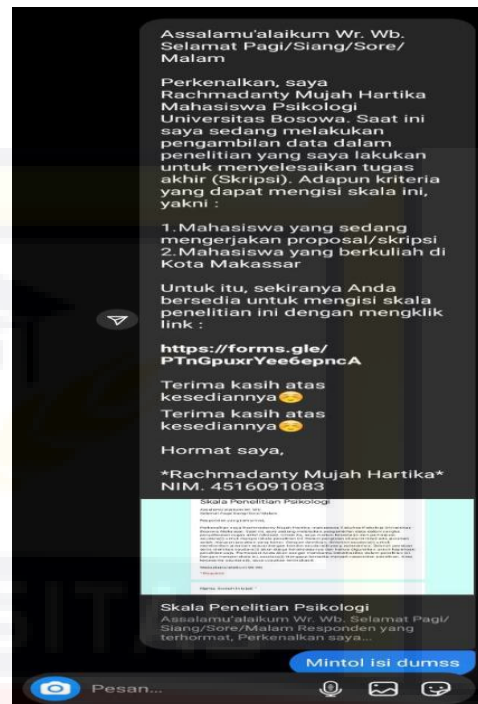 Assalamu'alaikum Wr. Wb.
Selamat Pagi/Siang/Sore/
Malam
Perkenalkan, saya
Rachmadanty Mujah Hartika
Mahasiswa Psikologi
Universitas Bosowa. Saat ini
saya sedang melakukan
pengambilan data dalam
penelitian yang saya lakukan
untuk menyelesaikan tugas
akhir (Skripsi). Adapun kriteria
yang dapat mengisi skala ini,
yakni :
1.Mahasiswa yang sedang
mengerjakan proposal/skripsi
2.Mahasiswa yang berkuliah di
Kota Makassar
Untuk itu, sekiranya Anda
bersedia untuk mengisi skala
penelitian ini dengan mengklik
link :
https://forms.gle/
PTnGpuxrYee6epncA
Terima kasih atas
kesediannya☺️
Terima kasih atas
kesediannya☺️
Hormat saya,
*Rachmadanty Mujah Hartika*
NIM. 4516091083
Skala Penelitian Psikologi
Skala Penelitian Psikologi
Assalamu'alaikum Wr. Wb. Selamat Pagi/
Siang/Sore/Malam Responden yang
terhormat, Perkenalkan saya...
Mintol isi dumss
Pesan...